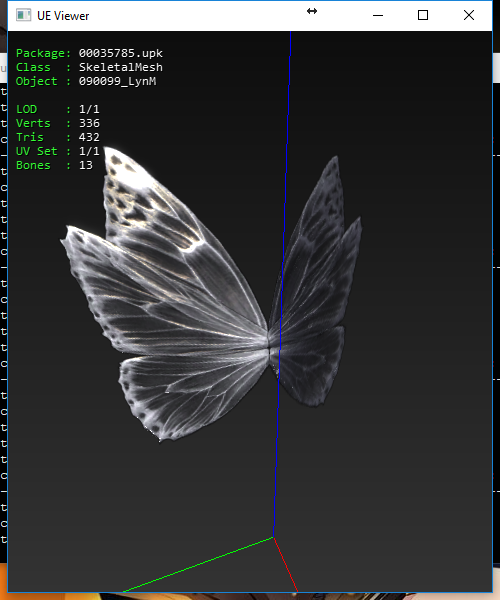 UE Viewer
Package: 00035785.upk
Class  : SkeletalMesh
Object : 090099_LynM
LOD    : 1/1
Verts  : 336
Tris   : 432
UV Set : 1/1
Bones  : 13